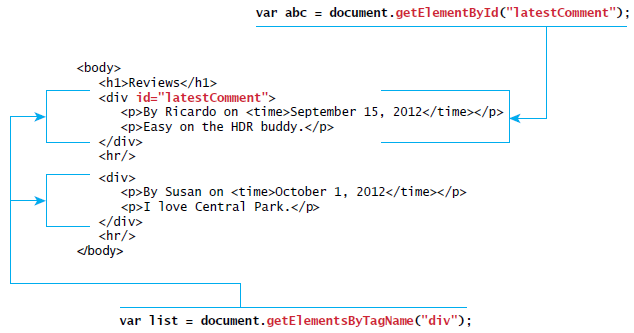 var abc = document.getElementById("latestComment");
<body>
<h1>Reviews</h1>
<div id="latestComment">
<p>By Ricardo on <time>September 15, 2012</time></p>
<p>Easy on the HDR buddy.</p>
</div>
<hr/>
<div>
<p>By Susan on <time>October 1, 2012</time></p>
<p>I love Central Park.</p>
</div>
<hr/>
</body>
var list = document.getElementsByTagName("div");